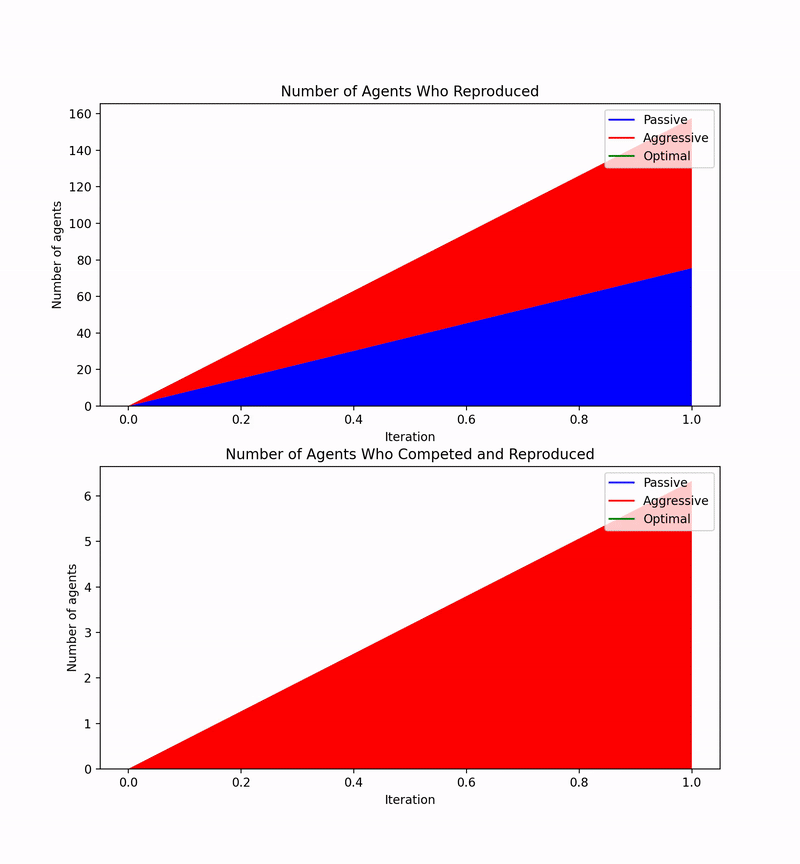 Number of Agents Who Reproduced
Number of agents
160
140
120
100
80
60
40
20
0
Passive
Aggressive
Optimal
0.0 0.2 0.4 0.6 0.8 1.0
Iteration
Number of Agents Who Competed and Reproduced
Number of agents
6
5
4
3
2
1
0
Passive
Aggressive
Optimal
0.0 0.2 0.4 0.6 0.8 1.0
Iteration